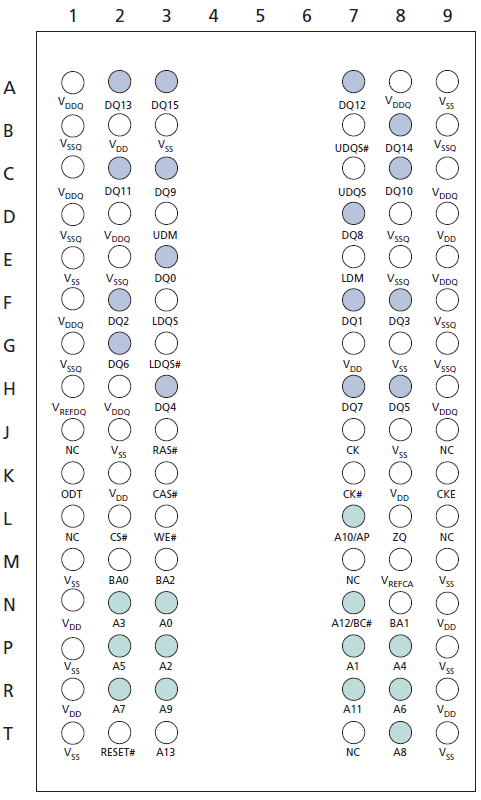 1 2 3 4 5 6 7 8 9
A
VDDQ DQ13 DQ15 DQ12 VDDQ VSS
B
VSSQ VDD VSS UDQS# DQ14 VSSQ
C
VDDQ DQ11 DQ9 UDQS DQ10 VDDQ
D
VSSQ VDDQ UDM DQ8 VSSQ VDD
E
VSS VSSQ DQ0 LDM VSSQ VDDQ
F
VDDQ DQ2 LDQS DQ1 DQ3 VSSQ
G
VSSQ DQ6 LDQS# VDD VSS VSSQ
H
VREFDQ VDDQ DQ4 DQ7 DQ5 VDDQ
J
NC VSS RAS# CK VSS NC
K
ODT VDD CAS# CK# VDD CKE
L
NC CS# WE# A10/AP ZQ NC
M
VSS BA0 BA2 NC VREFCA VSS
N
VDD A3 A0 A12/BC# BA1 VDD
P
VSS A5 A2 A1 A4 VSS
R
VDD A7 A9 A11 A6 VDD
T
VSS RESET# A13 NC A8 VSS